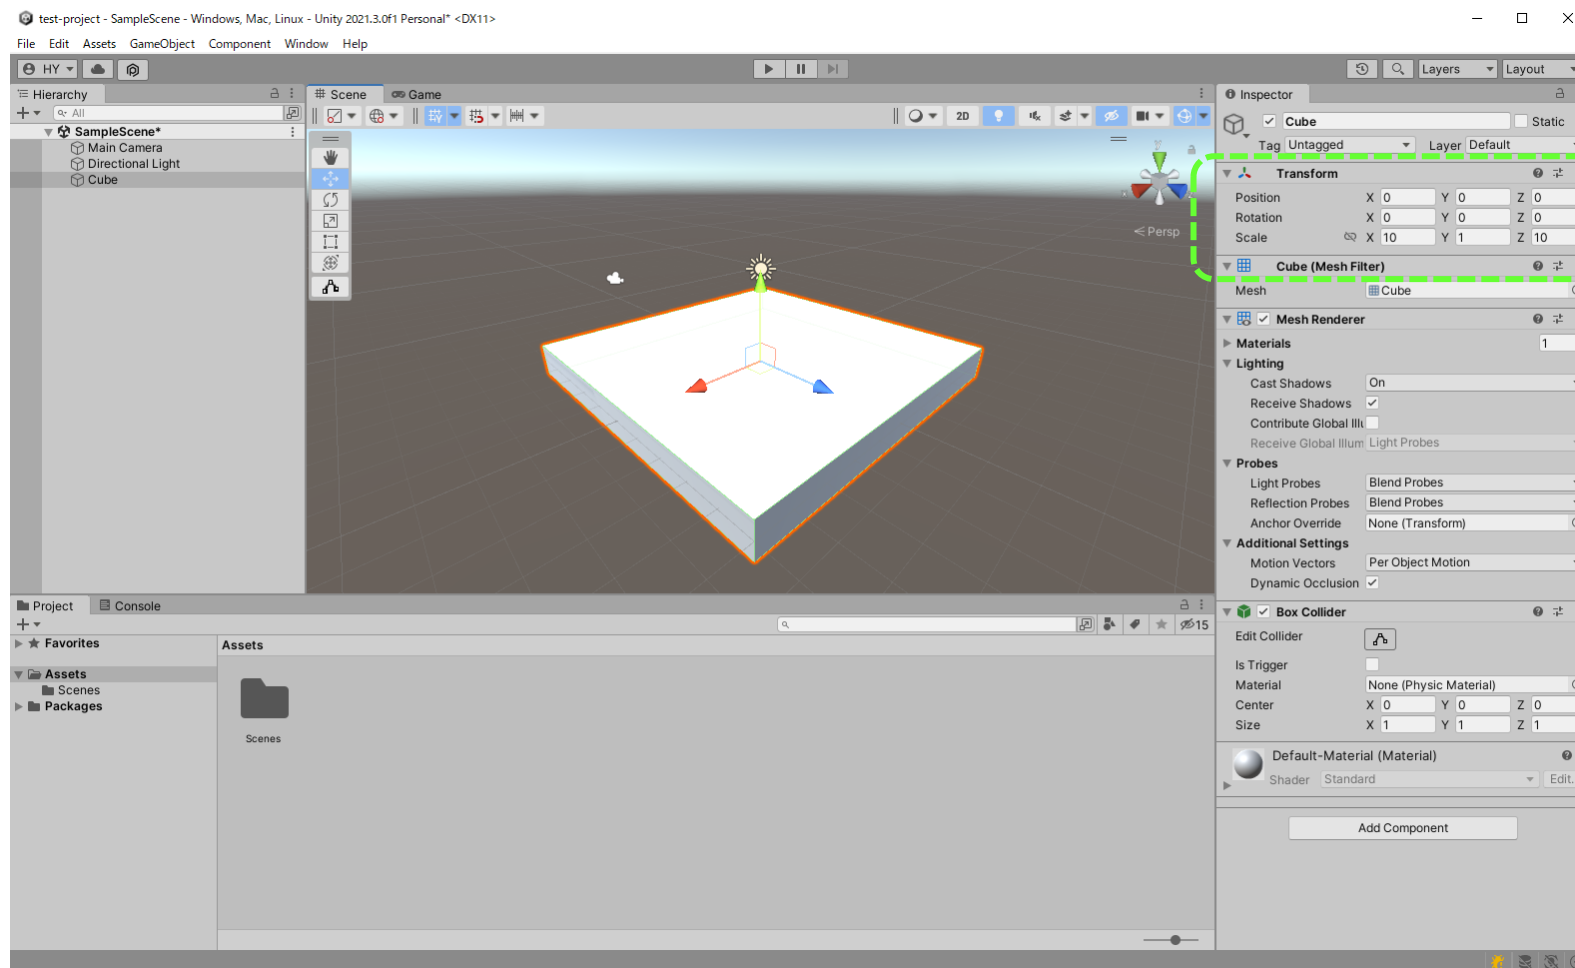 test-project - SampleScene - Windows, Mac, Linux - Unity 2021.3.0f1 Personal* <DX11>
File Edit Assets GameObject Component Window Help
HY Layers Layout
Hierarchy
All
SampleScene*
Main Camera
Directional Light
Cube
Scene Game
2D
Persp
Inspector
Cube Static
Tag Untagged Layer Default
Transform
Position X 0 Y 0 Z 0
Rotation X 0 Y 0 Z 0
Scale X 10 Y 1 Z 10
Cube (Mesh Filter)
Mesh Cube
Mesh Renderer
Materials 1
Lighting
Cast Shadows On
Receive Shadows
Contribute Global Illu
Receive Global Illum Light Probes
Probes
Light Probes Blend Probes
Reflection Probes Blend Probes
Anchor Override None (Transform)
Additional Settings
Motion Vectors Per Object Motion
Dynamic Occlusion
Box Collider
Edit Collider
Is Trigger
Material None (Physic Material)
Center X 0 Y 0 Z 0
Size X 1 Y 1 Z 1
Default-Material (Material)
Shader Standard Edit.
Add Component
Project Console
15
Favorites
Assets
Scenes
Packages
Assets
Scenes